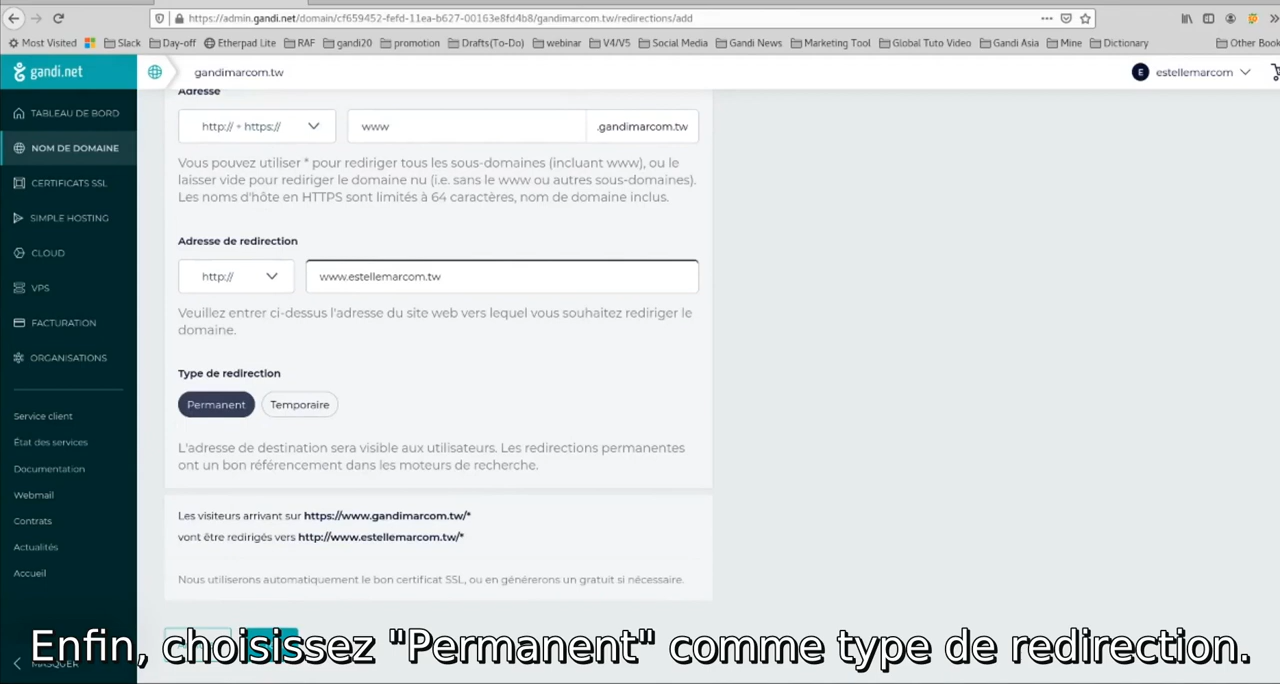 https://admin.gandi.net/domain/cf659452-fefd-11ea-b627-00163e8fd4b8/gandimarcom.tw/redirections/add
Most Visited Slack Day-off Etherpad Lite RAF gandi20 promotion Drafts(To-Do) webinar V4/V5 Social Media Gandi News Marketing Tool Global Tuto Video Gandi Asia Mine Dictionary Other Book
gandi.net
gandimarcom.tw
E estellemarcom
TABLEAU DE BORD
NOM DE DOMAINE
CERTIFICATS SSL
SIMPLE HOSTING
CLOUD
VPS
FACTURATION
ORGANISATIONS
Service client
État des services
Documentation
Webmail
Contrats
Actualités
Accueil
MASQUER
Adresse
http:// + https:// www .gandimarcom.tw
Vous pouvez utiliser * pour rediriger tous les sous-domaines (incluant www), ou le
laisser vide pour rediriger le domaine nu (i.e. sans le www ou autres sous-domaines).
Les noms d'hôte en HTTPS sont limités à 64 caractères, nom de domaine inclus.
Adresse de redirection
http:// www.estellemarcom.tw
Veuillez entrer ci-dessus l'adresse du site web vers lequel vous souhaitez rediriger le
domaine.
Type de redirection
Permanent Temporaire
L'adresse de destination sera visible aux utilisateurs. Les redirections permanentes
ont un bon référencement dans les moteurs de recherche.
Les visiteurs arrivant sur https://www.gandimarcom.tw/*
vont être redirigés vers http://www.estellemarcom.tw/*
Nous utiliserons automatiquement le bon certificat SSL, ou en générerons un gratuit si nécessaire.
Enfin, choisissez "Permanent" comme type de redirection.